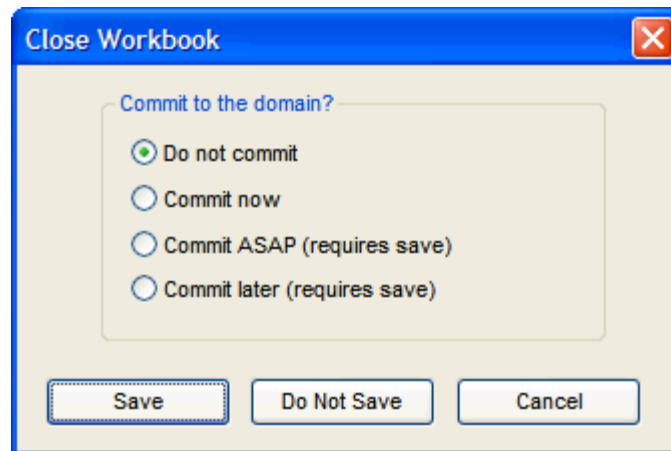 Close Workbook
Commit to the domain?
Do not commit
Commit now
Commit ASAP (requires save)
Commit later (requires save)
Save Do Not Save Cancel